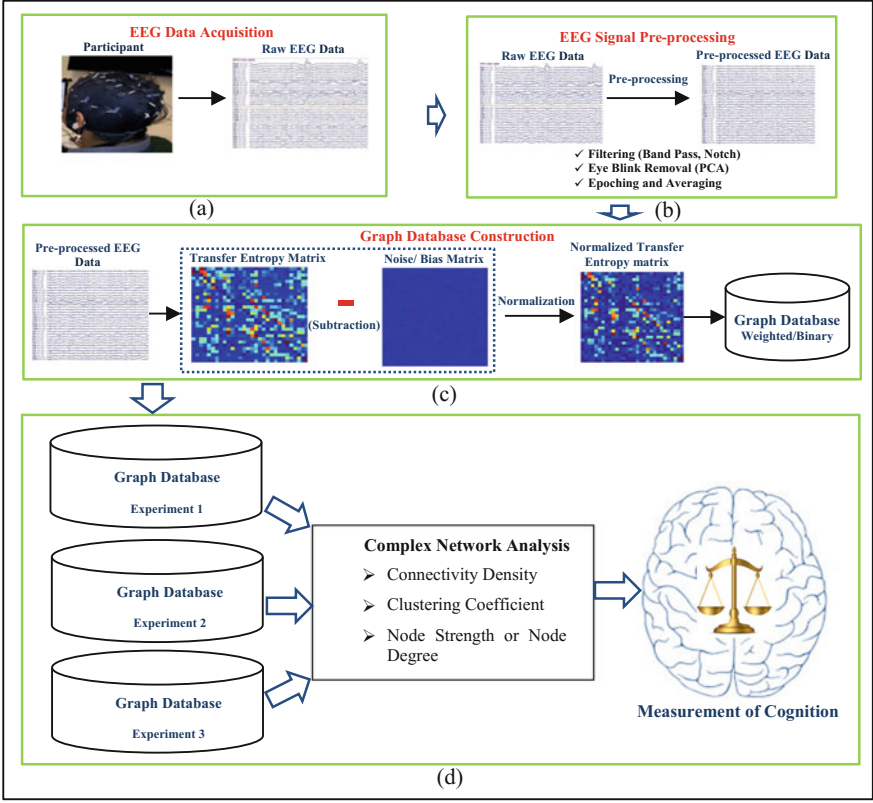 EEG Data Acquisition
Participant
Raw EEG Data
(a)
EEG Signal Pre-processing
Raw EEG Data
Pre-processing
Pre-processed EEG Data
✓ Filtering (Band Pass, Notch)
✓ Eye Blink Removal (PCA)
✓ Epoching and Averaging
(b)
Graph Database Construction
Pre-processed EEG
Data
Transfer Entropy Matrix
(Subtraction)
Noise/ Bias Matrix
Normalization
Normalized Transfer
Entropy matrix
Graph Database
Weighted/Binary
(c)
Graph Database
Experiment 1
Graph Database
Experiment 2
Graph Database
Experiment 3
Complex Network Analysis
➢ Connectivity Density
➢ Clustering Coefficient
➢ Node Strength or Node
Degree
Measurement of Cognition
(d)